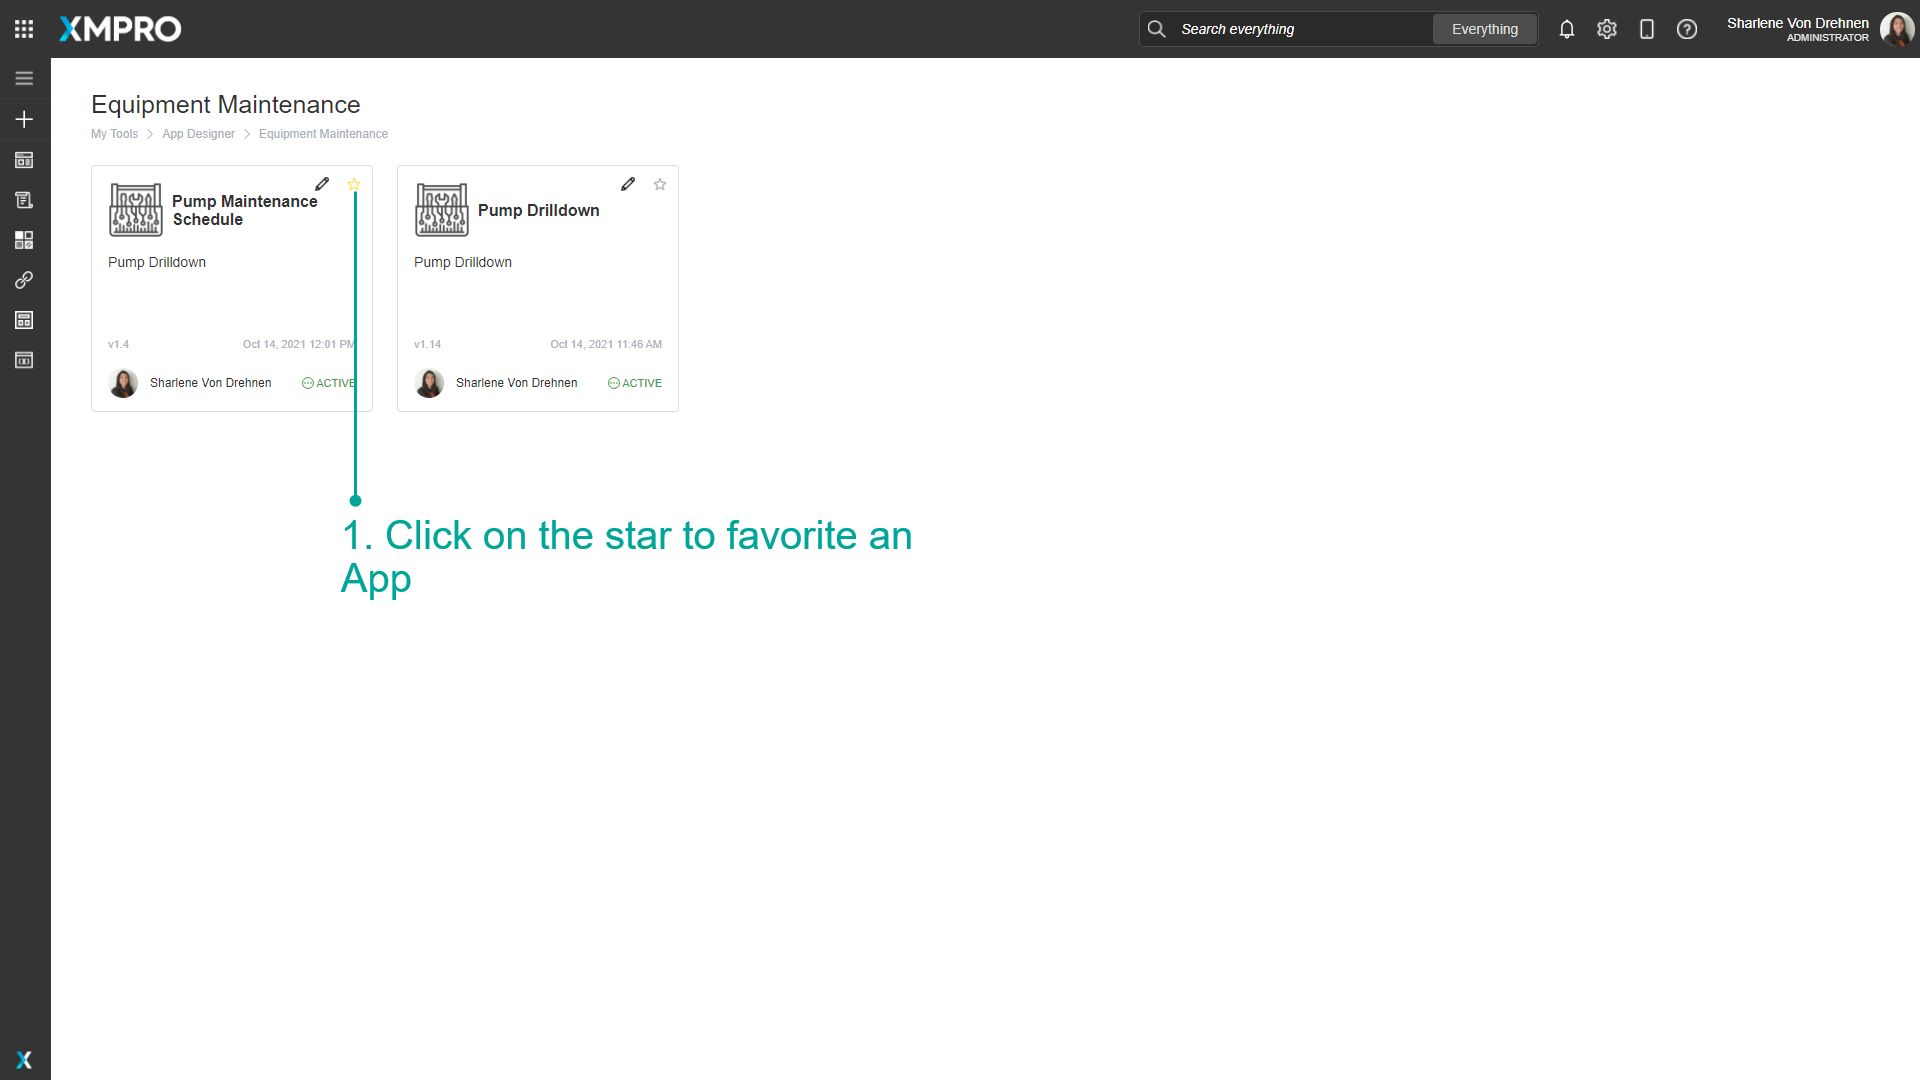 XMPRO
Search everything
Everything
Sharlene Von Drehnen
ADMINISTRATOR
Equipment Maintenance
My Tools
App Designer
Equipment Maintenance
Pump Maintenance
Schedule
Pump Drilldown
v1.4
Oct 14, 2021 12:01 PM
Sharlene Von Drehnen
ACTIVE
Pump Drilldown
Pump Drilldown
v1.14
Oct 14, 2021 11:46 AM
Sharlene Von Drehnen
ACTIVE
1. Click on the star to favorite an
App